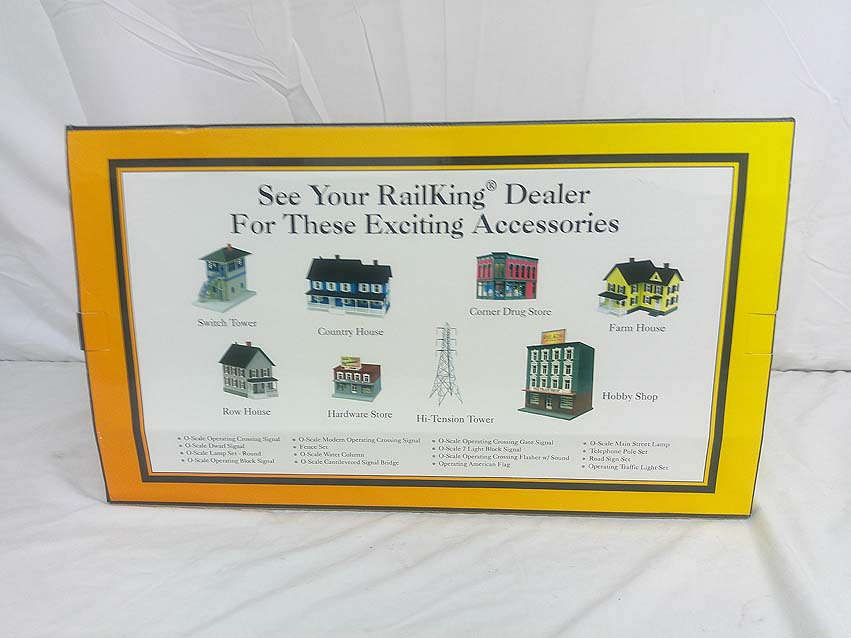 See Your RailKing® Dealer
For These Exciting Accessories
Switch Tower
Country House
Corner Drug Store
Farm House
Row House
Hardware Store
Hi-Tension Tower
Hobby Shop
• O-Scale Operating Crossing Signal
• O-Scale Dwarf Signal
• O-Scale Lamp Set - Round
• O-Scale Operating Block Signal
• O-Scale Modern Operating Crossing Signal
• Fence Set
• O-Scale Water Column
• O-Scale Cantilevered Signal Bridge
• O-Scale Operating Crossing Gate Signal
• O-Scale 7 Light Block Signal
• O-Scale Operating Crossing Flasher w/ Sound
• Operating American Flag
• O-Scale Main Street Lamp
• Telephone Pole Set
• Road Sign Set
• Operating Traffic Light Set